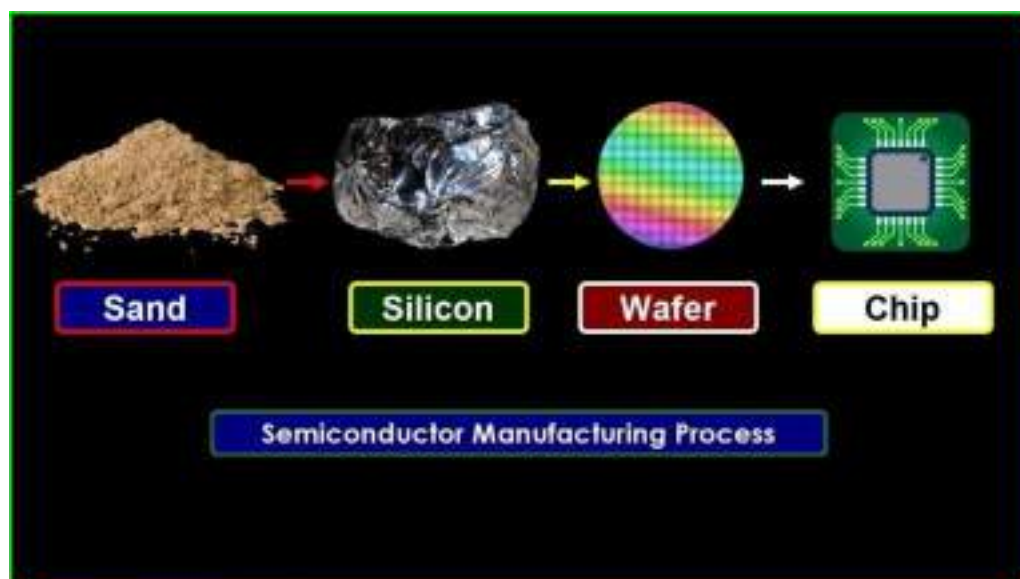 Sand
Silicon
Wafer
Chip
Semiconductor Manufacturing Process